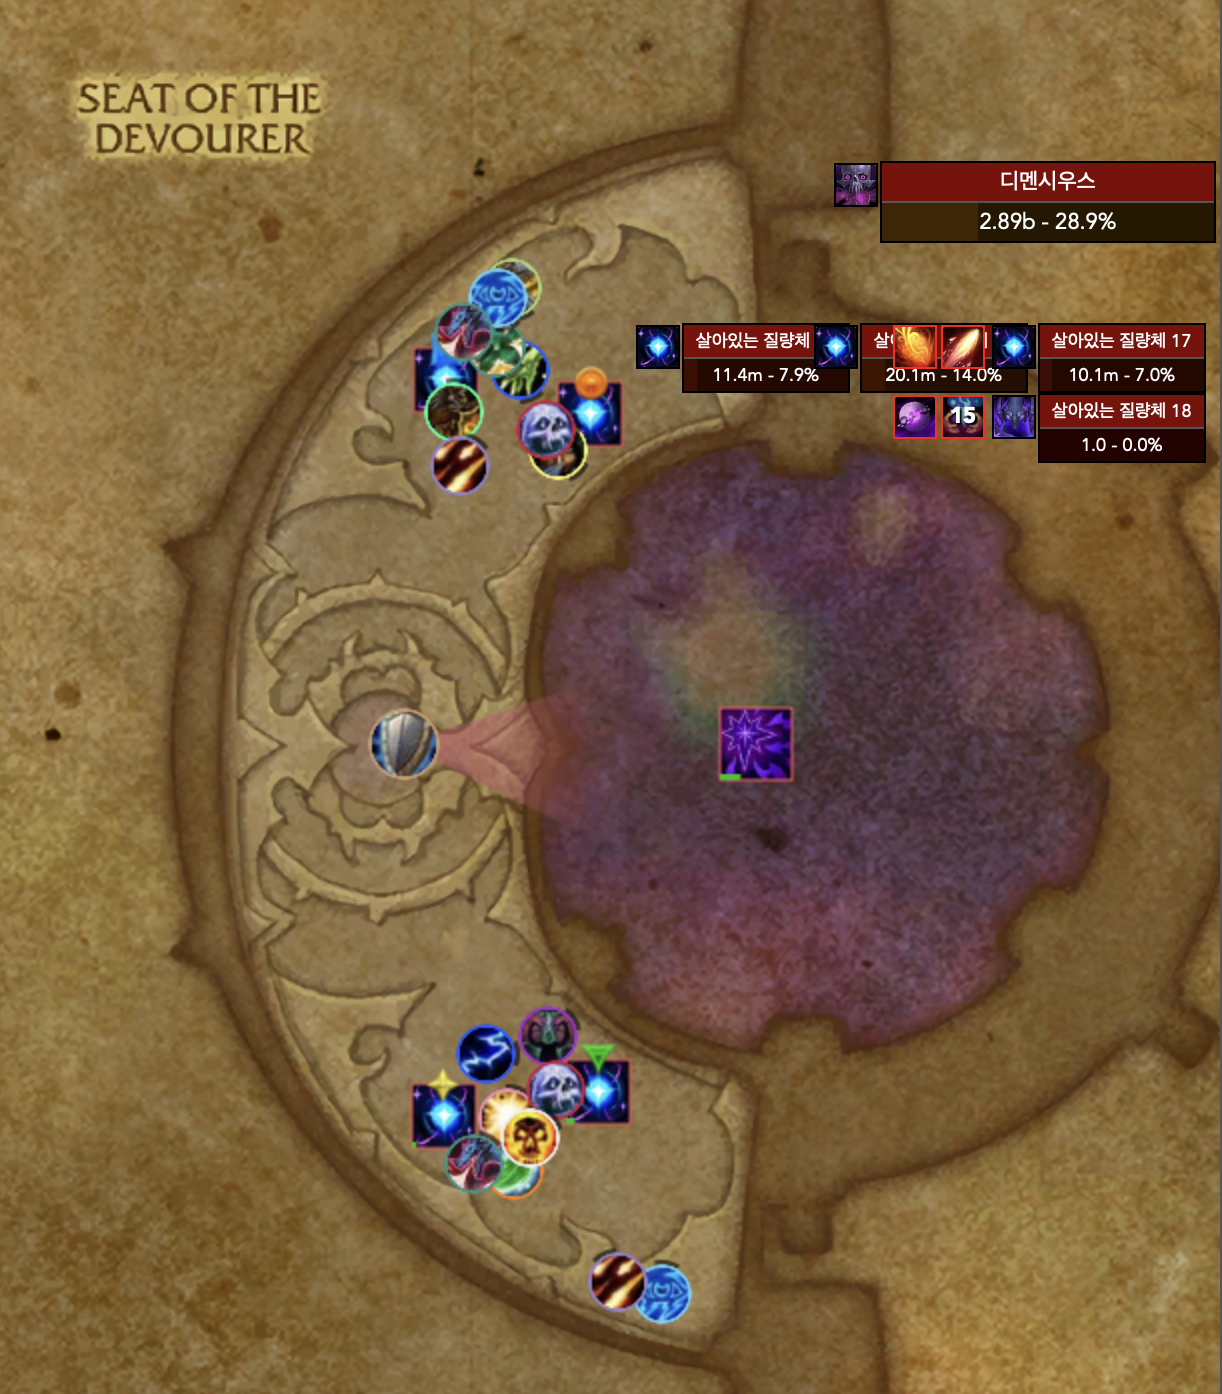 SEAT OF THE
DEVOURER
디멘시우스
2.89b - 28.9%
살아있는 질량체
살아있는 질량체 17
11.4m - 7.9%
20.1m - 14.0%
10.1m - 7.0%
15
살아있는 질량체 18
1.0 - 0.0%